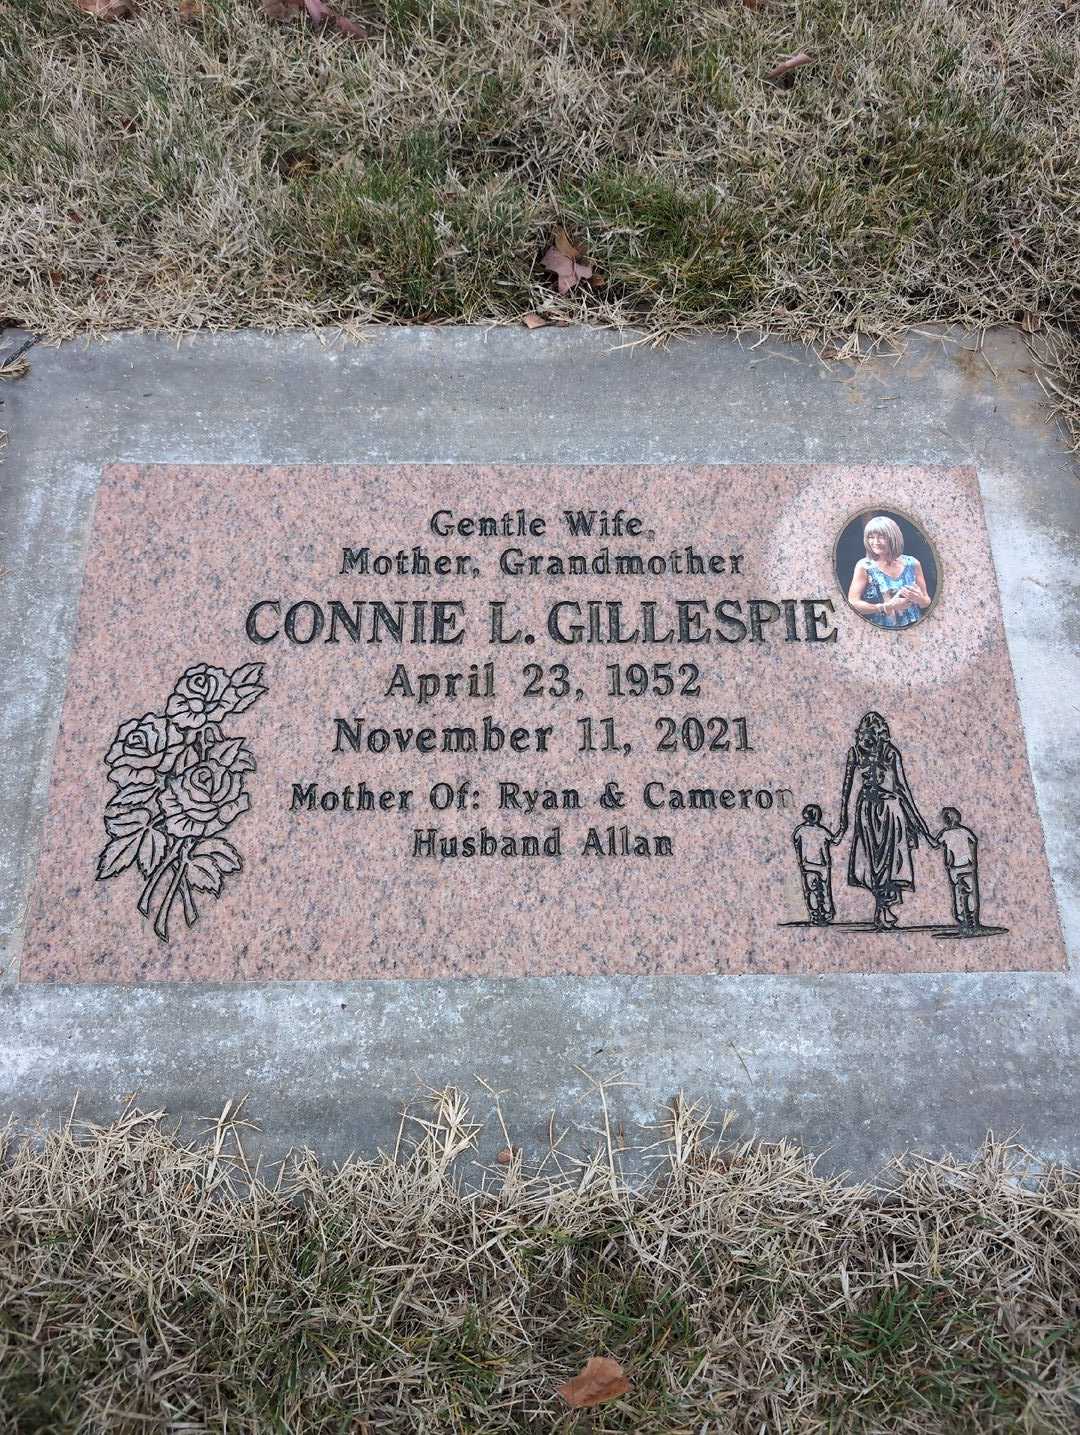 Gentle Wife,
Mother, Grandmother
CONNIE L. GILLESPIE
April 23, 1952
November 11, 2021
Mother Of: Ryan & Cameron
Husband Allan